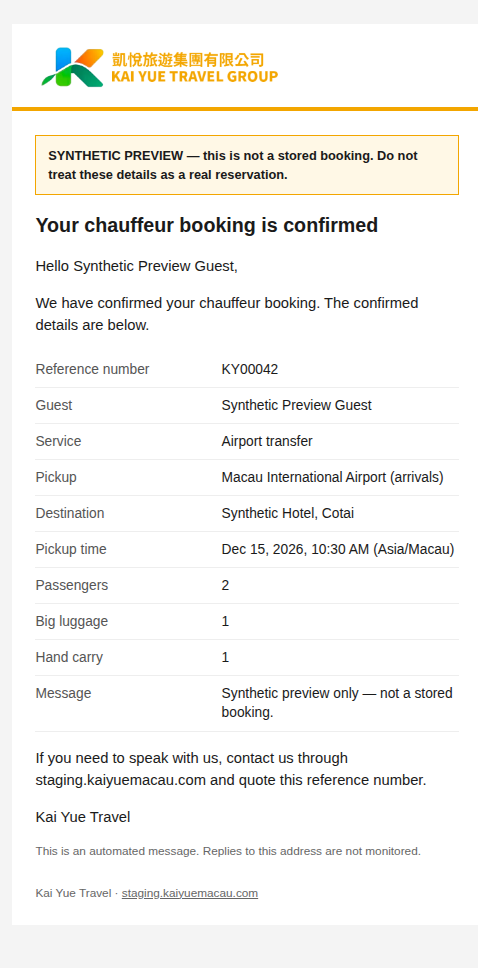 凱悅旅遊集團有限公司
KAI YUE TRAVEL GROUP
SYNTHETIC PREVIEW — this is not a stored booking. Do not
treat these details as a real reservation.
Your chauffeur booking is confirmed
Hello Synthetic Preview Guest,
We have confirmed your chauffeur booking. The confirmed
details are below.
Reference number KY00042
Guest Synthetic Preview Guest
Service Airport transfer
Pickup Macau International Airport (arrivals)
Destination Synthetic Hotel, Cotai
Pickup time Dec 15, 2026, 10:30 AM (Asia/Macau)
Passengers 2
Big luggage 1
Hand carry 1
Message Synthetic preview only — not a stored
booking.
If you need to speak with us, contact us through
staging.kaiyuemacau.com and quote this reference number.
Kai Yue Travel
This is an automated message. Replies to this address are not monitored.
Kai Yue Travel · staging.kaiyuemacau.com